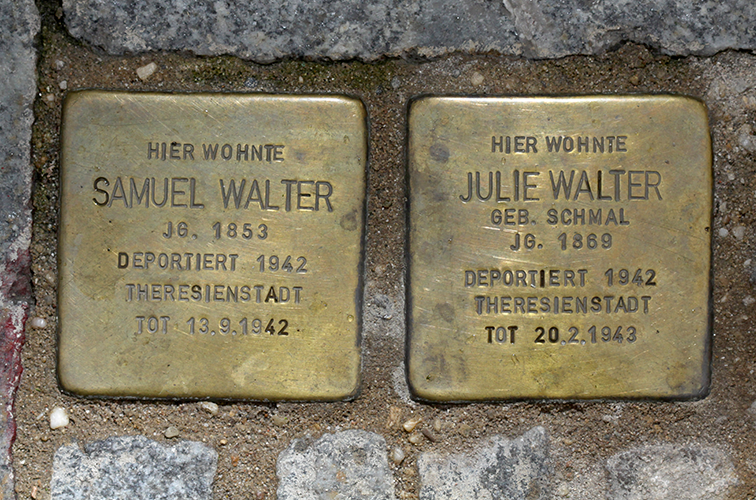 HIER WOHNTE
SAMUEL WALTER
JG. 1853
DEPORTIERT 1942
THERESIENSTADT
TOT 13.9.1942
HIER WOHNTE
JULIE WALTER
GEB. SCHMAL
JG. 1869
DEPORTIERT 1942
THERESIENSTADT
TOT 20.2.1943